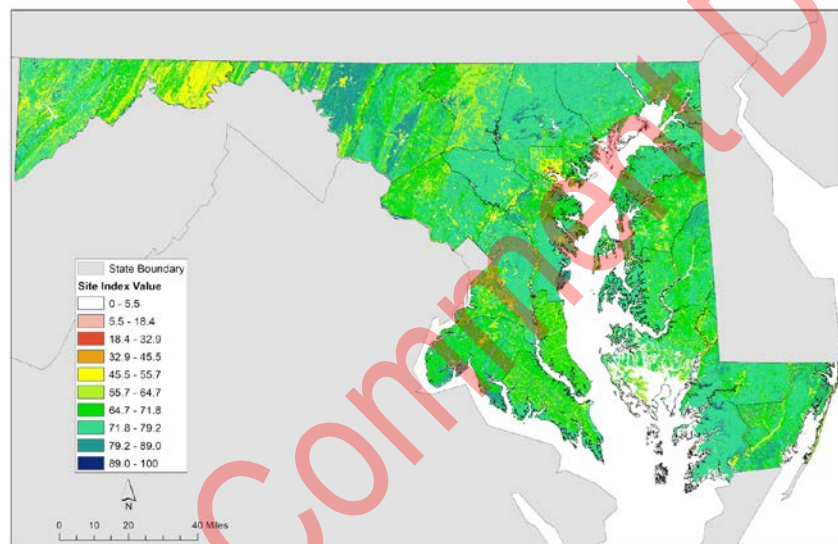 State Boundary
Site Index Value
0 - 5.5
5.5 - 18.4
18.4 - 32.9
32.9 - 45.5
45.5 - 55.7
55.7 - 64.7
64.7 - 71.8
71.8 - 79.2
79.2 - 89.0
89.0 - 100
N
0 10 20 40 Miles
Comment D